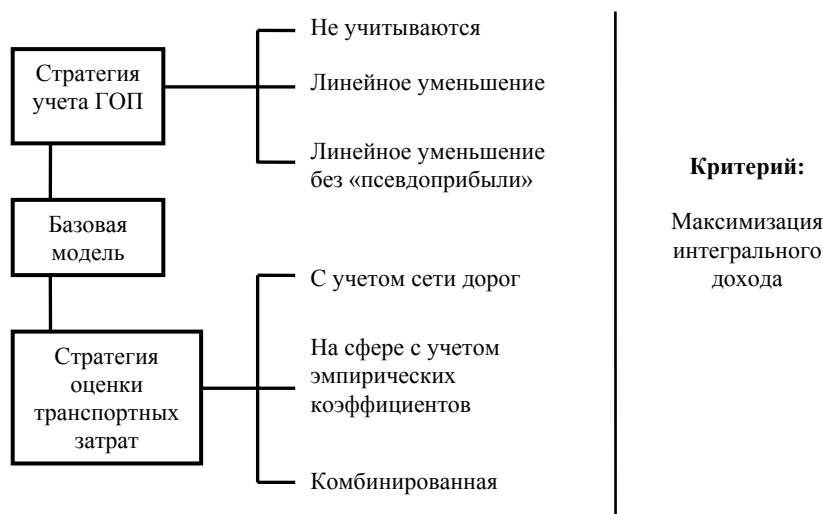 Стратегия
учета ГОП
Не учитываются
Линейное уменьшение
Линейное уменьшение
без «псевдоприбыли»
Базовая
модель
Стратегия
оценки
транспортных
затрат
С учетом сети дорог
На сфере с учетом
эмпирических
коэффициентов
Комбинированная
Критерий:
Максимизация
интегрального
дохода